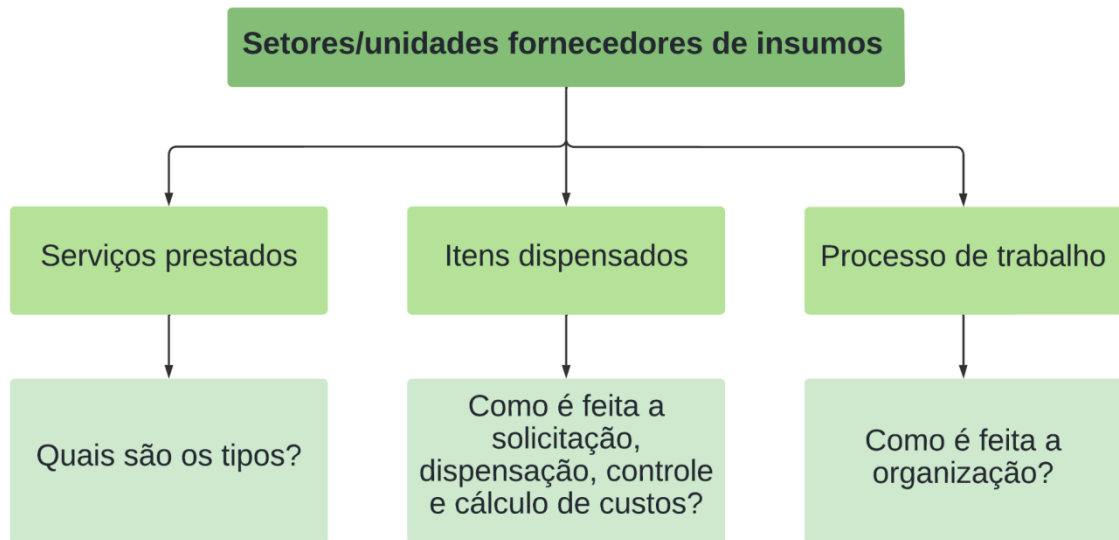 Setores/unidades fornecedores de insumos
Serviços prestados
Itens dispensados
Processo de trabalho
Quais são os tipos?
Como é feita a
solicitação,
dispensação, controle
e cálculo de custos?
Como é feita a
organização?